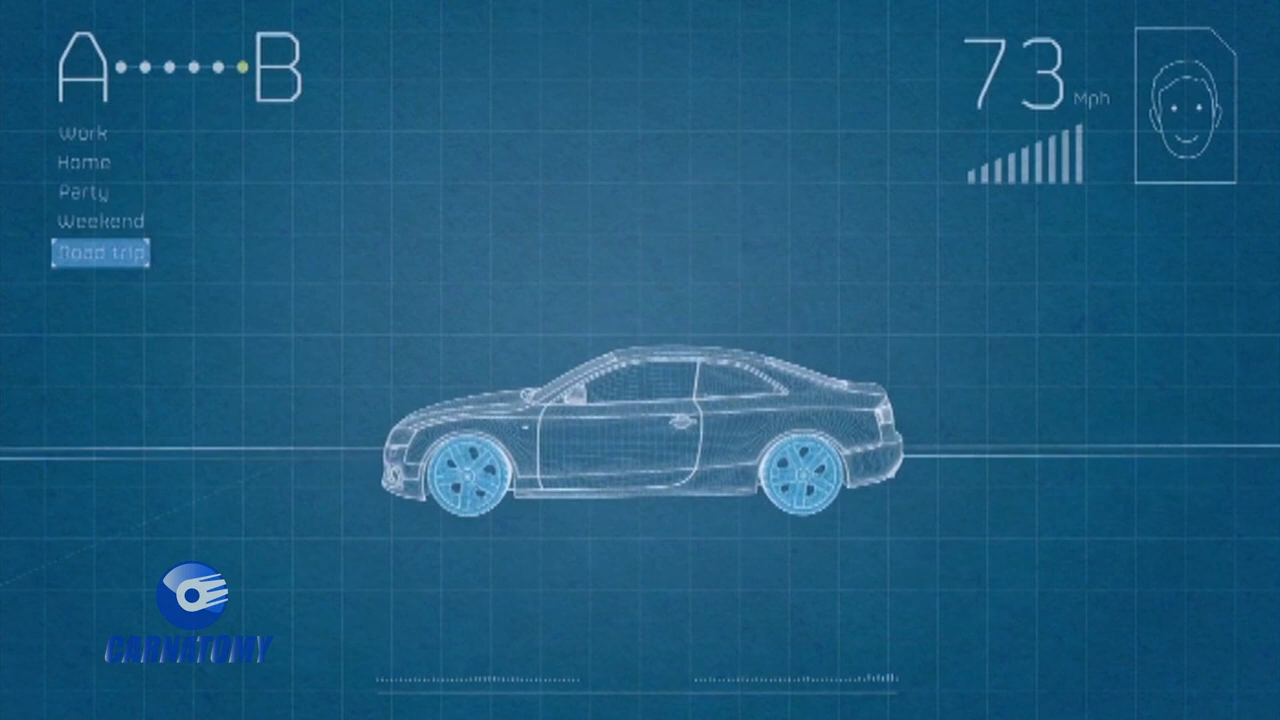 A B
Work
Home
Party
Weekend
Road trip
73 Mph
CARNATOMY